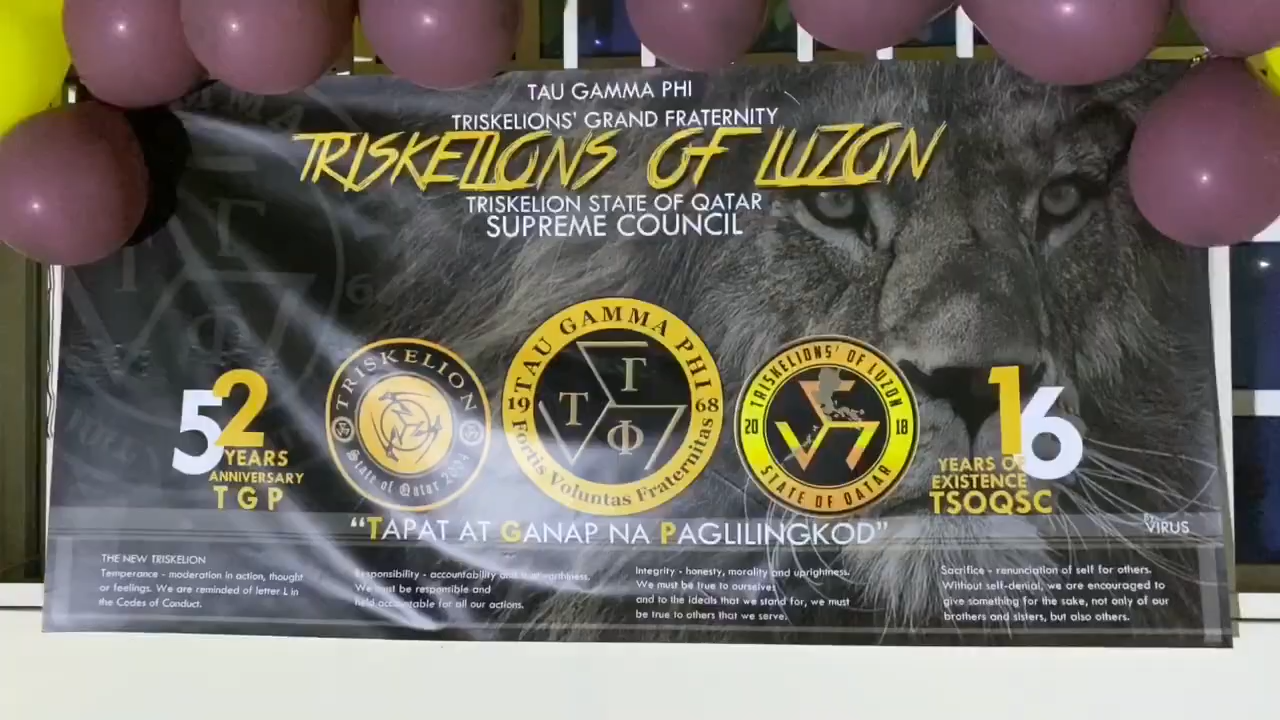 TAU GAMMA PHI
TRISKELIONS' GRAND FRATERNITY
TRISKELIONS OF LUZON
TRISKELION STATE OF QATAR
SUPREME COUNCIL
TRISKELION
State of Qatar
TAU GAMMA PHI
1968
Τ Γ Φ
Fortis Voluntas Fraternitas
TRISKELIONS' OF LUZON
2018
STATE OF QATAR
52
YEARS
ANNIVERSARY
TGP
16
YEARS OF
EXISTENCE
TSOQSC
"TAPAT AT GANAP NA PAGLILINGKOD"
By:
VIRUS
THE NEW TRISKELION
Temperance - moderation in action, thought
or feelings. We are reminded of letter L in
the Codes of Conduct.
Responsibility - accountability and trustworthiness.
We must be responsible and
held accountable for all our actions.
Integrity - honesty, morality and uprightness.
We must be true to ourselves
and to the ideals that we stand for, we must
be true to others that we serve.
Sacrifice - renunciation of self for others.
Without self-denial, we are encouraged to
give something for the sake, not only of our
brothers and sisters, but also others.